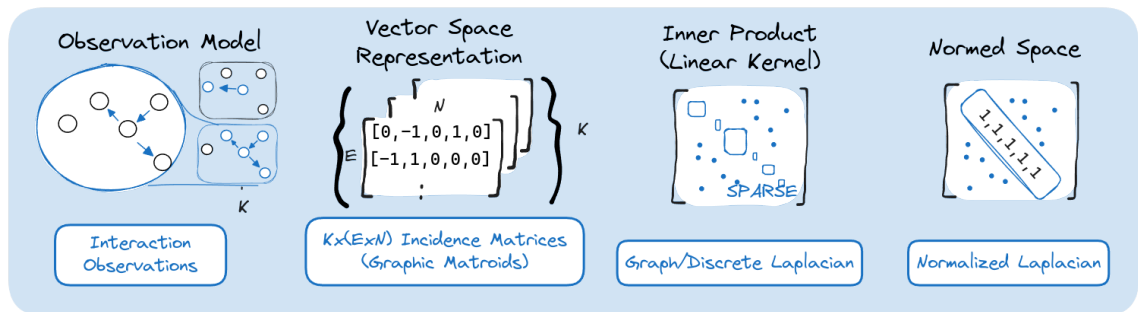 Observation Model
K
Interaction
Observations
Vector Space
Representation
N
E
[0,-1,0,1,0]
[-1,1,0,0,0]
:
K
Kx(ExN) Incidence Matrices
(Graphic Matroids)
Inner Product
(Linear Kernel)
SPARSE
Graph/Discrete Laplacian
Normed Space
1,1,1,1,1
Normalized Laplacian